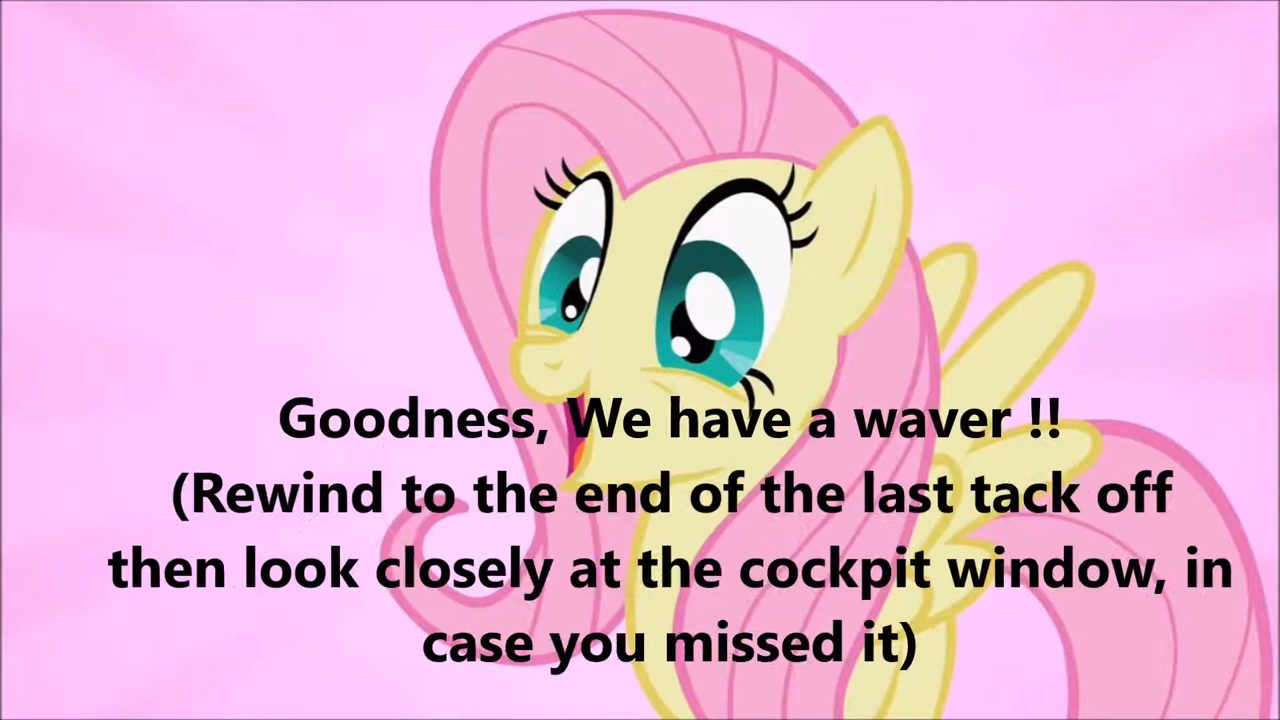 Goodness, We have a waver !!
(Rewind to the end of the last tack off
then look closely at the cockpit window, in
case you missed it)